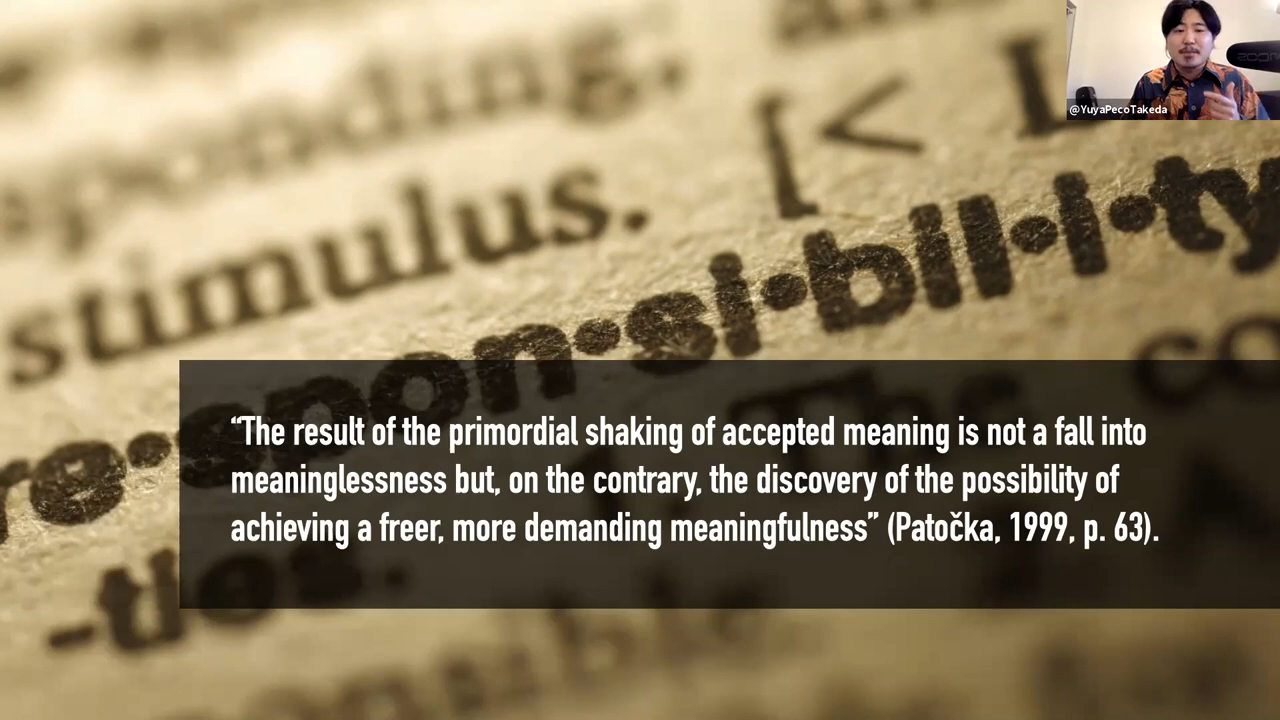 @YuyaPecoTakeda
stimulus. [< L
re·spon·si·bil·i·ty
"The result of the primordial shaking of accepted meaning is not a fall into
meaninglessness but, on the contrary, the discovery of the possibility of
achieving a freer, more demanding meaningfulness" (Patočka, 1999, p. 63).
-ties.